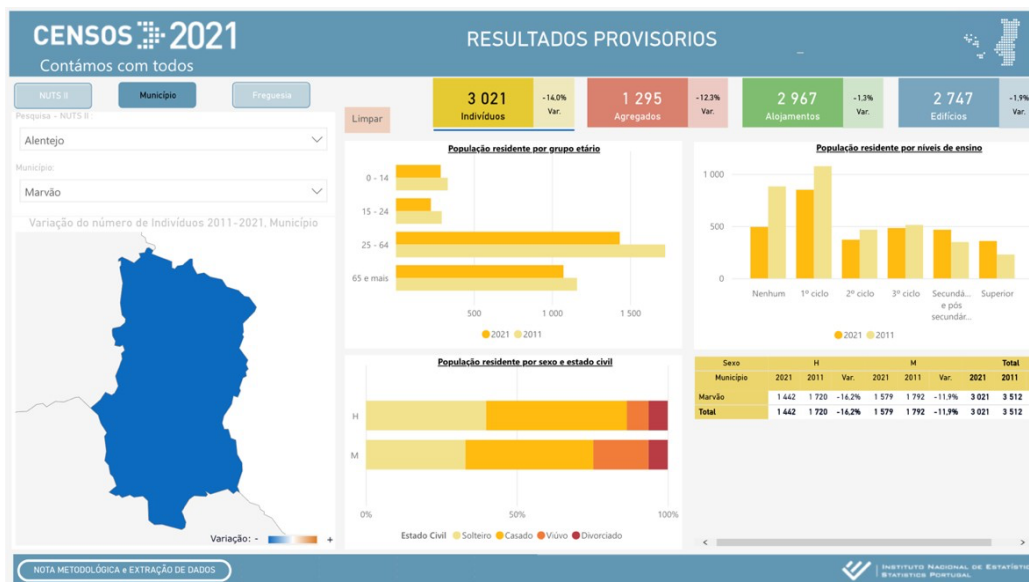 CENSOS 2021
Contámos com todos
RESULTADOS PROVISORIOS
NUTS II
Município
Freguesia
Pesquisa - NUTS II:
Alentejo
Município:
Marvão
Limpar
3 021
Indivíduos
-14.0%
Var.
1 295
Agregados
-12.3%
Var.
2 967
Alojamentos
-1.3%
Var.
2 747
Edifícios
-1.9%
Var.
Variação do número de Indivíduos 2011-2021, Município
Variação: - +
População residente por grupo etário
0 - 14
15 - 24
25 - 64
65 e mais
500 1 000 1 500
2021 2011
População residente por níveis de ensino
1 000
500
0
Nenhum 1º ciclo 2º ciclo 3º ciclo Secundá... Superior
e pós
secundár...
2021 2011
População residente por sexo e estado civil
H
M
0% 50% 100%
Estado Civil Solteiro Casado Viúvo Divorciado
Sexo H M Total
Município 2021 2011 Var. 2021 2011 Var. 2021 2011
Marvão 1 442 1 720 -16,2% 1 579 1 792 -11,9% 3 021 3 512
Total 1 442 1 720 -16,2% 1 579 1 792 -11,9% 3 021 3 512
NOTA METODOLÓGICA e EXTRAÇÃO DE DADOS
INSTITUTO NACIONAL DE ESTATÍSTIC
STATISTICS PORTUGAL